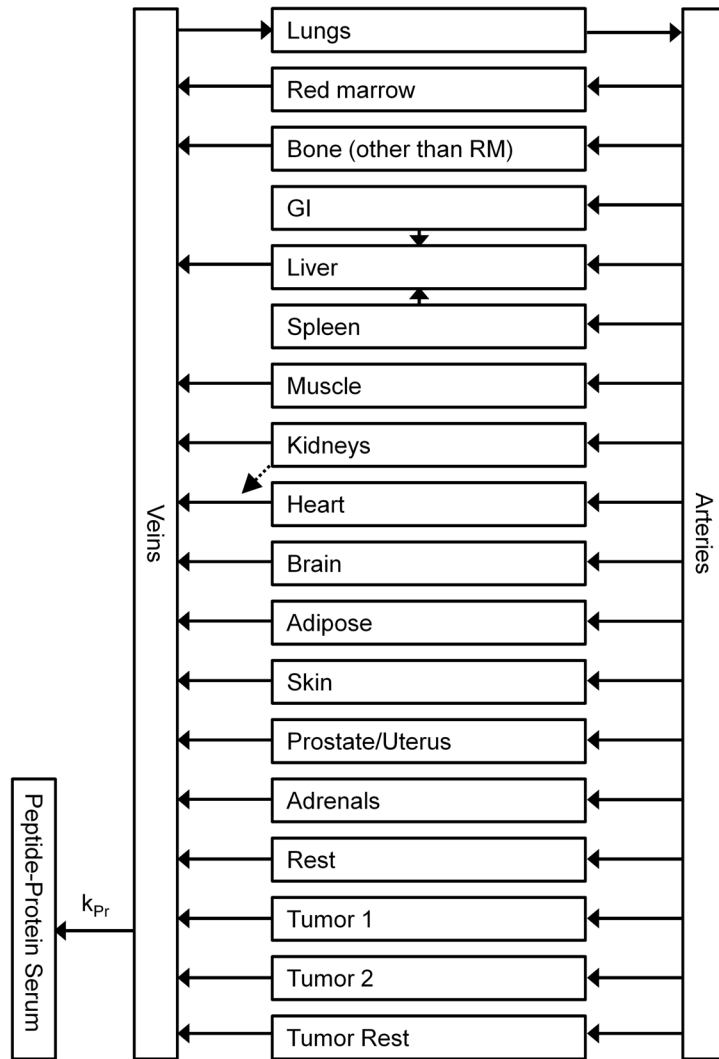 Lungs
Red marrow
Bone (other than RM)
GI
Liver
Spleen
Muscle
Kidneys
Heart
Brain
Adipose
Skin
Prostate/Uterus
Adrenals
Rest
Tumor 1
Tumor 2
Tumor Rest
Veins
Arteries
Peptide-Protein Serum
kPr